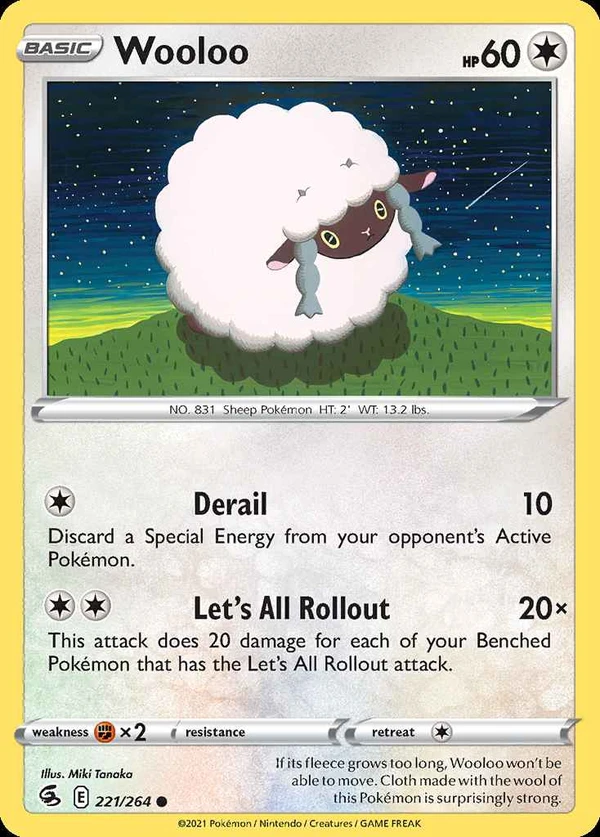 BASIC Wooloo HP 60
NO. 831 Sheep Pokémon HT: 2' WT: 13.2 lbs.
Derail 10
Discard a Special Energy from your opponent's Active
Pokémon.
Let's All Rollout 20×
This attack does 20 damage for each of your Benched
Pokémon that has the Let's All Rollout attack.
weakness ×2 resistance retreat
Illus. Miki Tanaka
If its fleece grows too long, Wooloo won't be
able to move. Cloth made with the wool of
this Pokémon is surprisingly strong.
E 221/264
©2021 Pokémon / Nintendo / Creatures / GAME FREAK